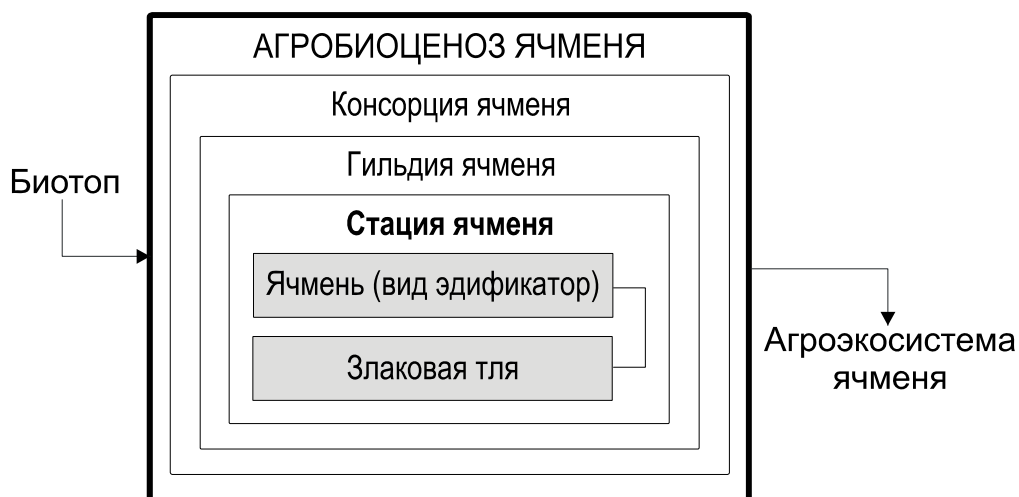 АГРОБИОЦЕНОЗ ЯЧМЕНЯ
Консорция ячменя
Гильдия ячменя
Биотоп
Стация ячменя
Ячмень (вид эдификатор)
Злаковая тля
Агроэкосистема
ячменя